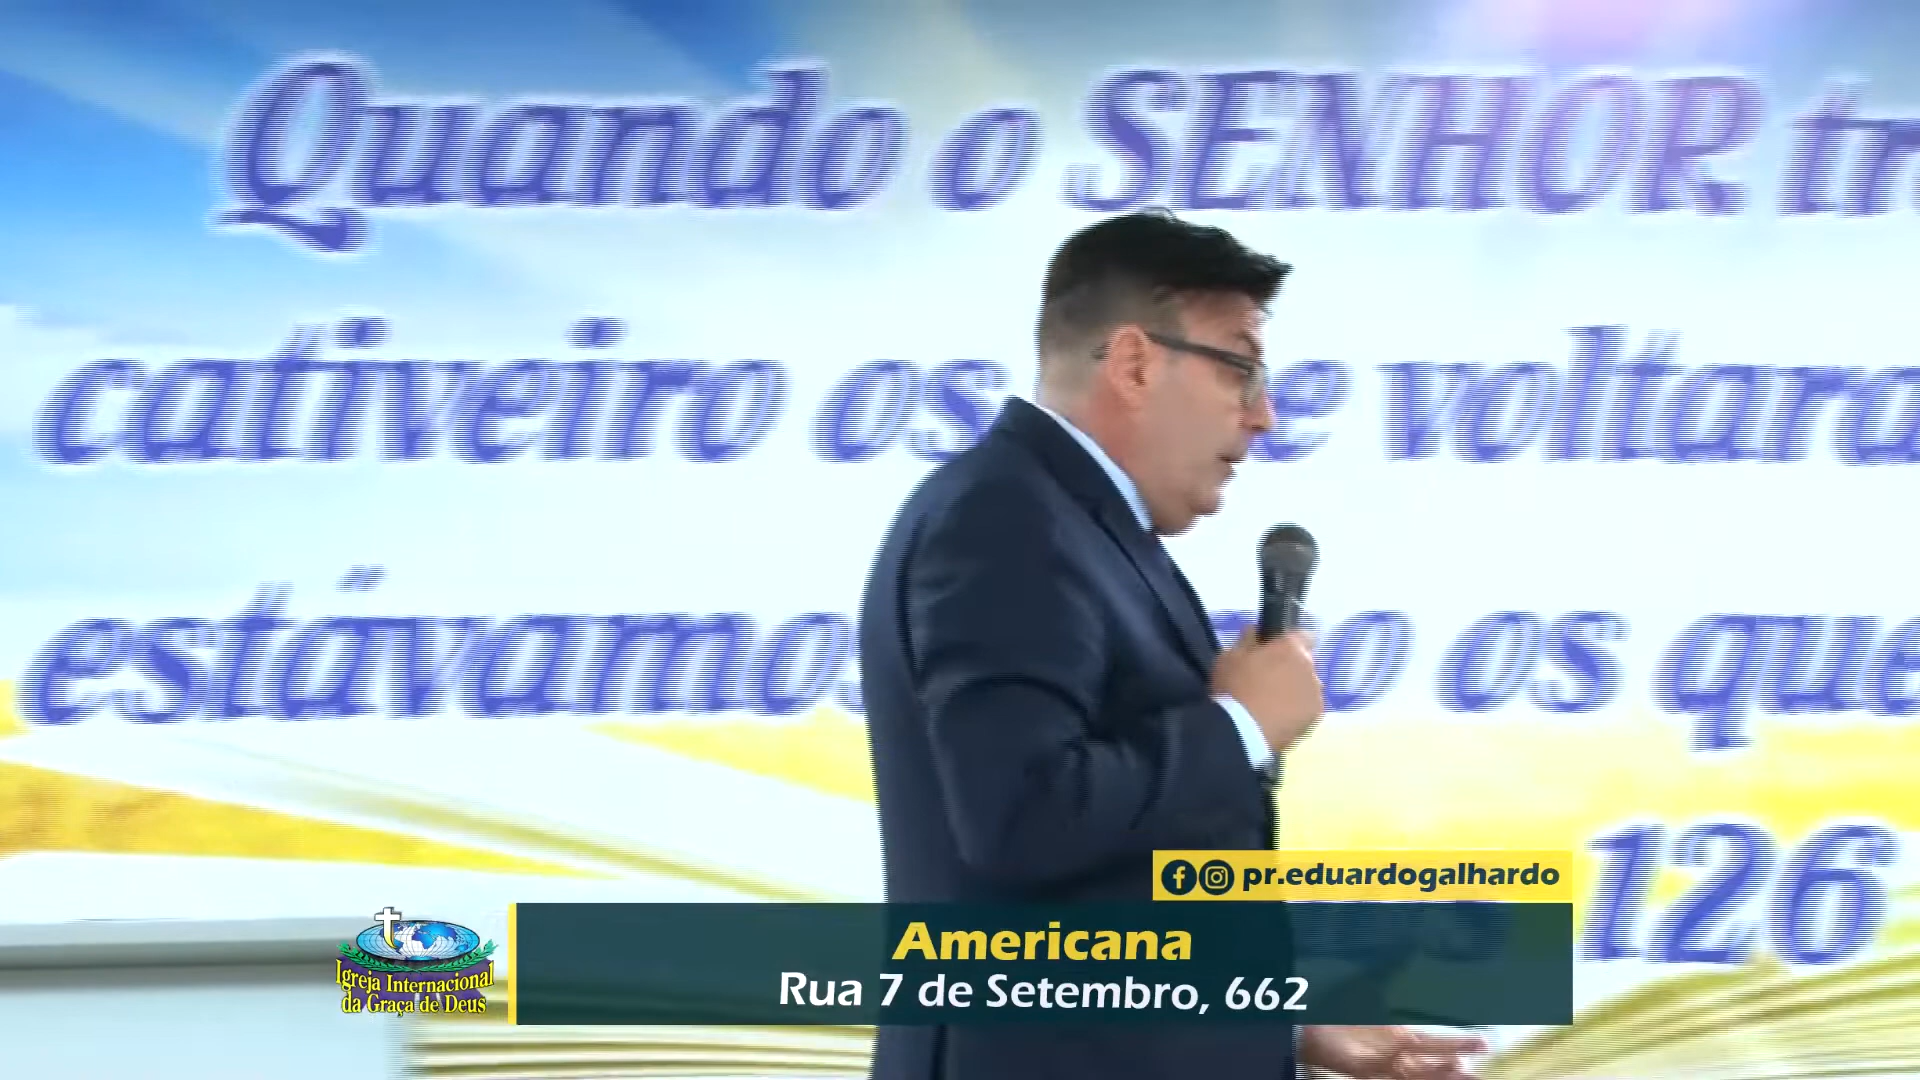 Quando o SENHOR
cativeiro os voltara
estávamos os que
126
pr.eduardogalhardo
Americana
Rua 7 de Setembro, 662
Igreja Internacional
da Graça de Deus